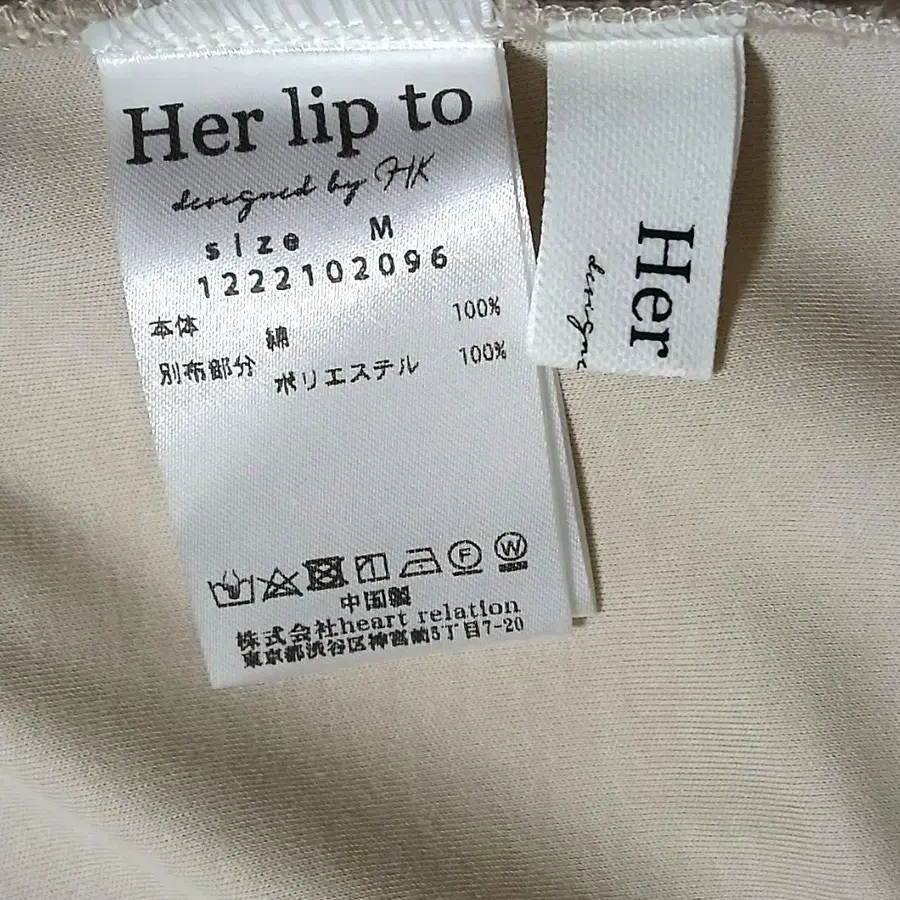 Her lip to
designed by HK
size M
1222102096
本体 綿 100%
別布部分 ポリエステル 100%
F
W
中国製
株式会社heart relation
東京都渋谷区神宮前5丁目7-20
Her
designe